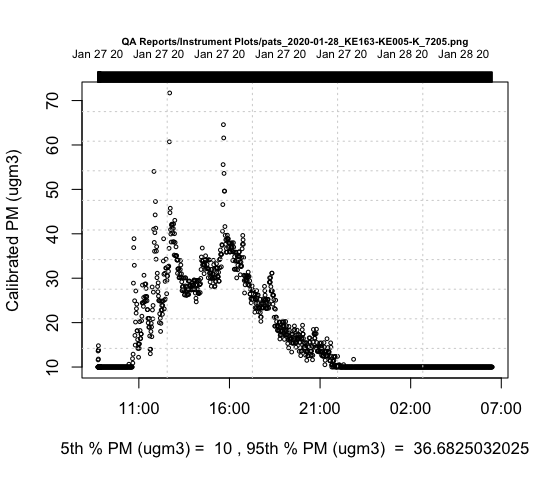 QA Reports/Instrument Plots/pats_2020-01-28_KE163-KE005-K_7205.png
Jan 27 20 Jan 27 20 Jan 27 20 Jan 27 20 Jan 27 20 Jan 28 20 Jan 28 20
70
60
50
40
30
20
10
Calibrated PM (ugm3)
11:00 16:00 21:00 02:00 07:00
5th % PM (ugm3) = 10 , 95th % PM (ugm3) = 36.6825032025